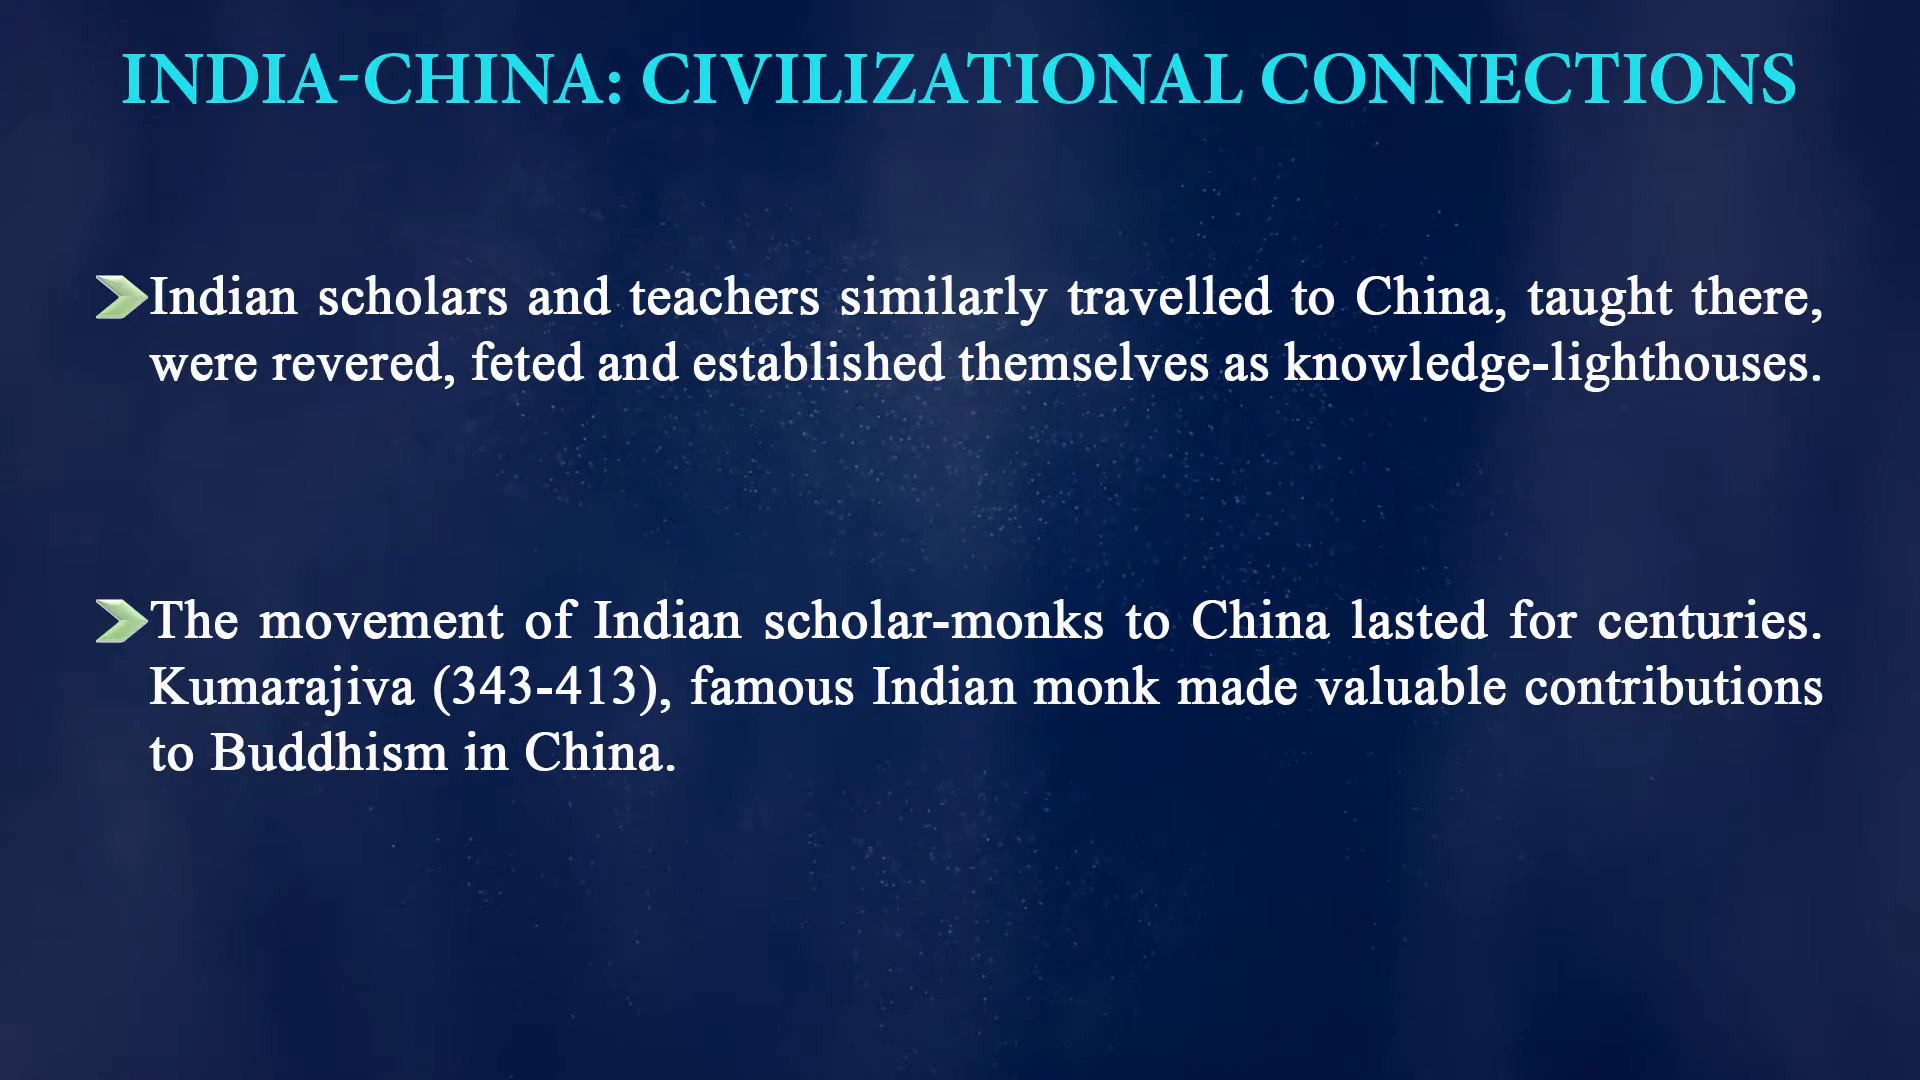 INDIA-CHINA: CIVILIZATIONAL CONNECTIONS
Indian scholars and teachers similarly travelled to China, taught there,
were revered, feted and established themselves as knowledge-lighthouses.
The movement of Indian scholar-monks to China lasted for centuries.
Kumarajiva (343-413), famous Indian monk made valuable contributions
to Buddhism in China.